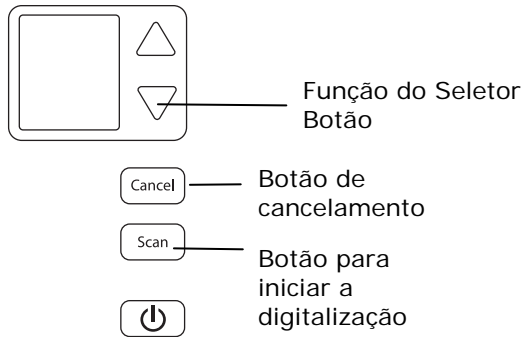 Função do Seletor
Botão
Cancel
Botão de
cancelamento
Scan
Botão para
iniciar a
digitalização